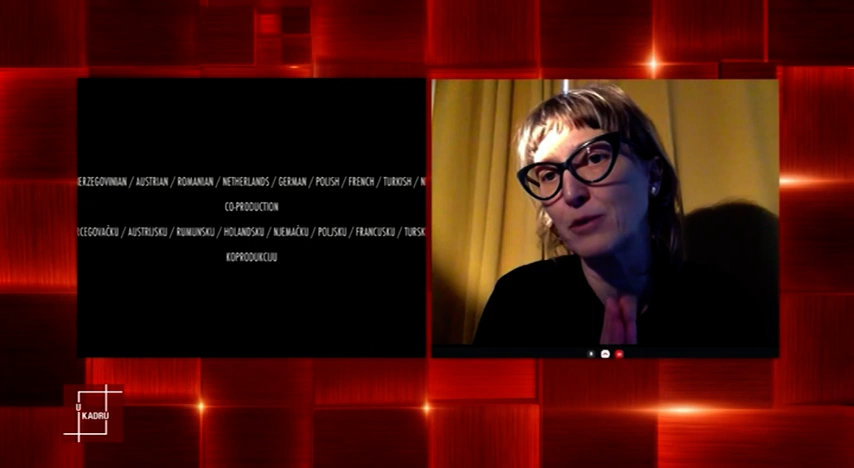 ERZEGOVINIAN / AUSTRIAN / ROMANIAN / NETHERLANDS / GERMAN / POLISH / FRENCH / TURKISH / N
CO-PRODUCTION
RCEGOVAČKU / AUSTRIJSKU / RUMUNSKU / HOLANDSKU / NJEMAČKU / POLJSKU / FRANCUSKU / TURSK
KOPRODUKCIJU
U
KADRU